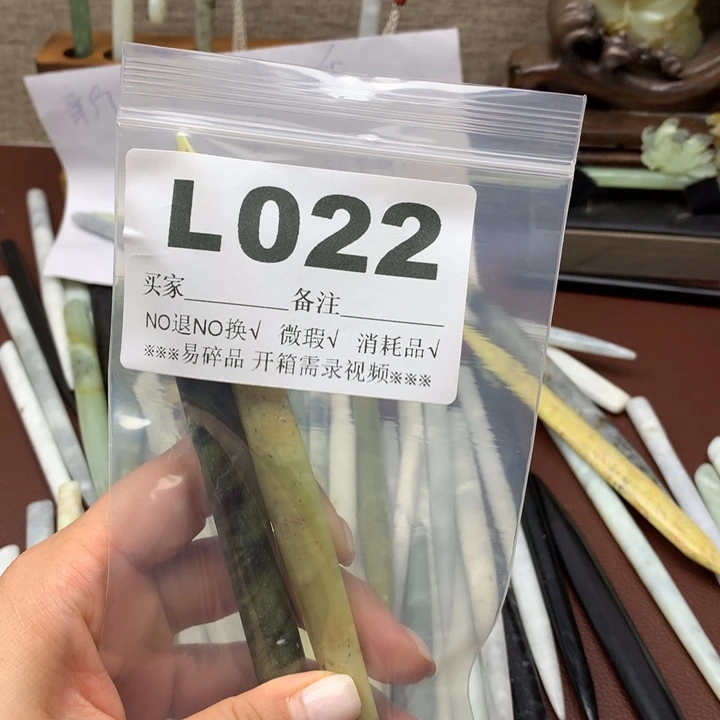 L022
买家________ 备注________
NO退NO换√ 微瑕√ 消耗品√
※※※易碎品 开箱需录视频※※※